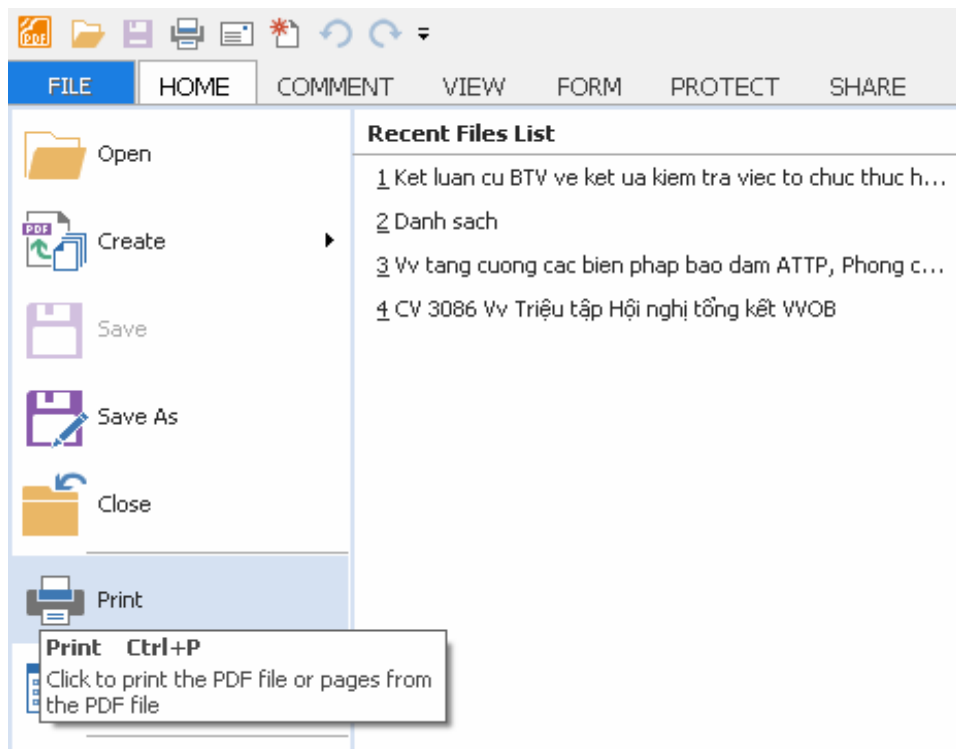 PDF
FILE HOME COMMENT VIEW FORM PROTECT SHARE
Open
PDF
Create
Save
Save As
Close
Print
Print Ctrl+P
Click to print the PDF file or pages from
the PDF file
Recent Files List
1 Ket luan cu BTV ve ket ua kiem tra viec to chuc thuc h...
2 Danh sach
3 Vv tang cuong cac bien phap bao dam ATTP, Phong c...
4 CV 3086 Vv Triệu tập Hội nghị tổng kết VVOB